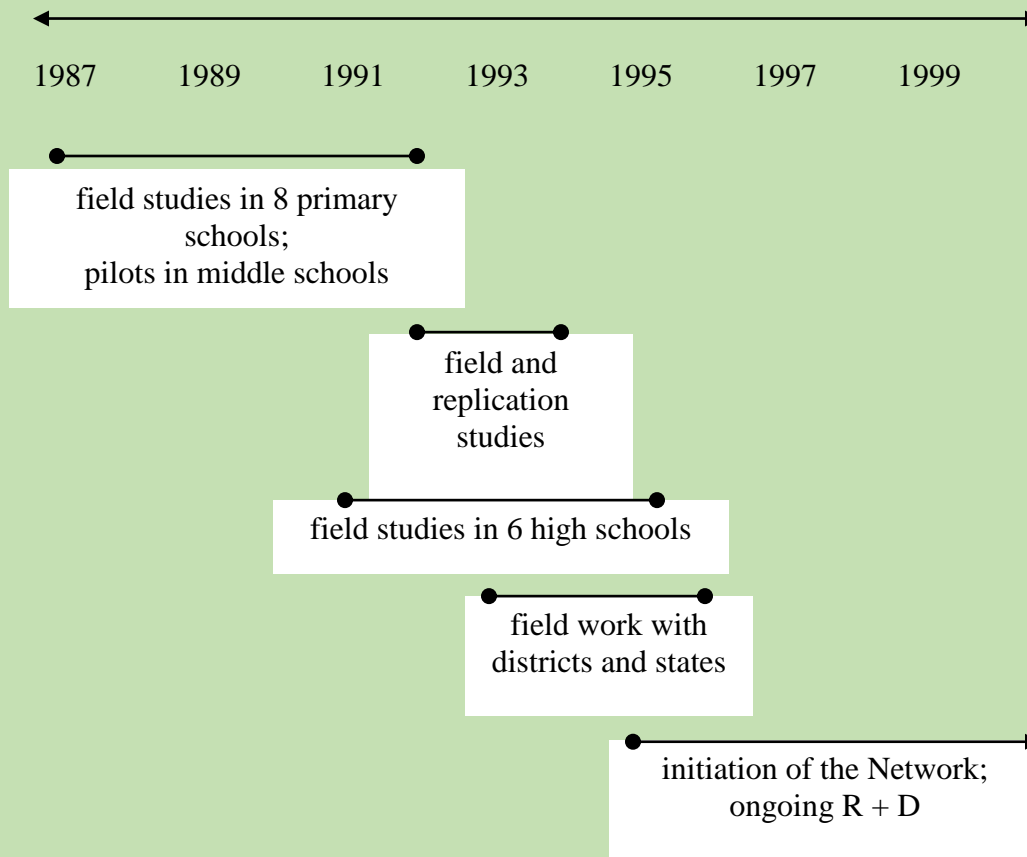 1987 1989 1991 1993 1995 1997 1999
field studies in 8 primary
schools;
pilots in middle schools
field and
replication
studies
field studies in 6 high schools
field work with
districts and states
initiation of the Network;
ongoing R + D